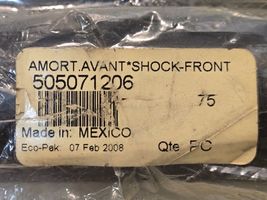 AMORT.AVANT*SHOCK-FRONT
505071206
75
Made in: MEXICO
Eco-Pak. 07 Feb 2008 Qte PC